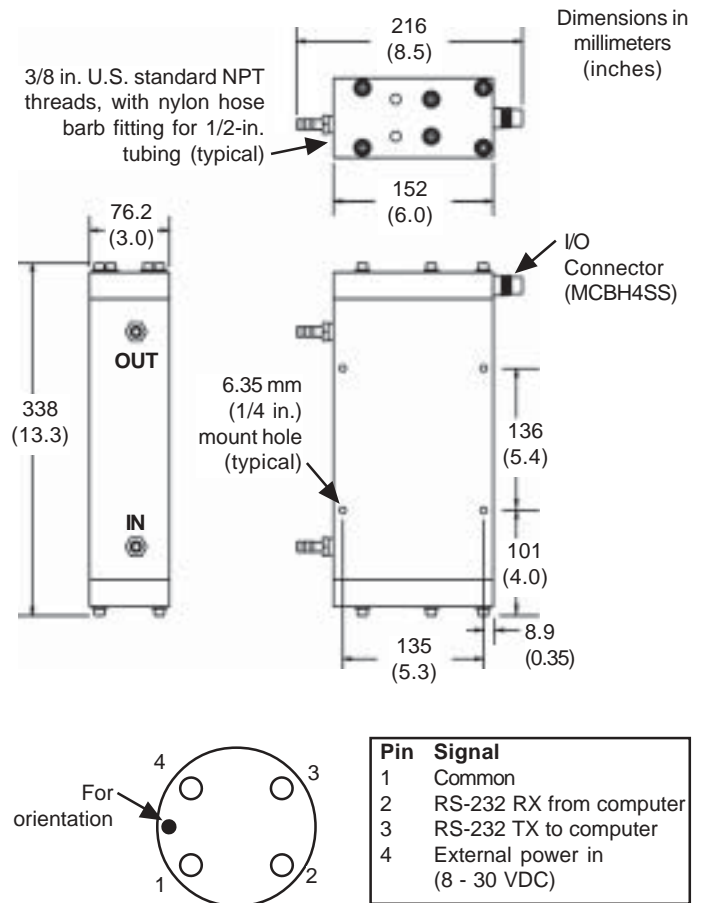 Dimensions in
millimeters
(inches)
216
(8.5)
3/8 in. U.S. standard NPT
threads, with nylon hose
barb fitting for 1/2-in.
tubing (typical)
152
(6.0)
76.2
(3.0)
I/O
Connector
(MCBH4SS)
OUT
338
(13.3)
6.35 mm
(1/4 in.)
mount hole
(typical)
136
(5.4)
IN
101
(4.0)
135
(5.3)
8.9
(0.35)
For
orientation
4
3
1
2
Pin Signal
1 Common
2 RS-232 RX from computer
3 RS-232 TX to computer
4 External power in
(8 - 30 VDC)